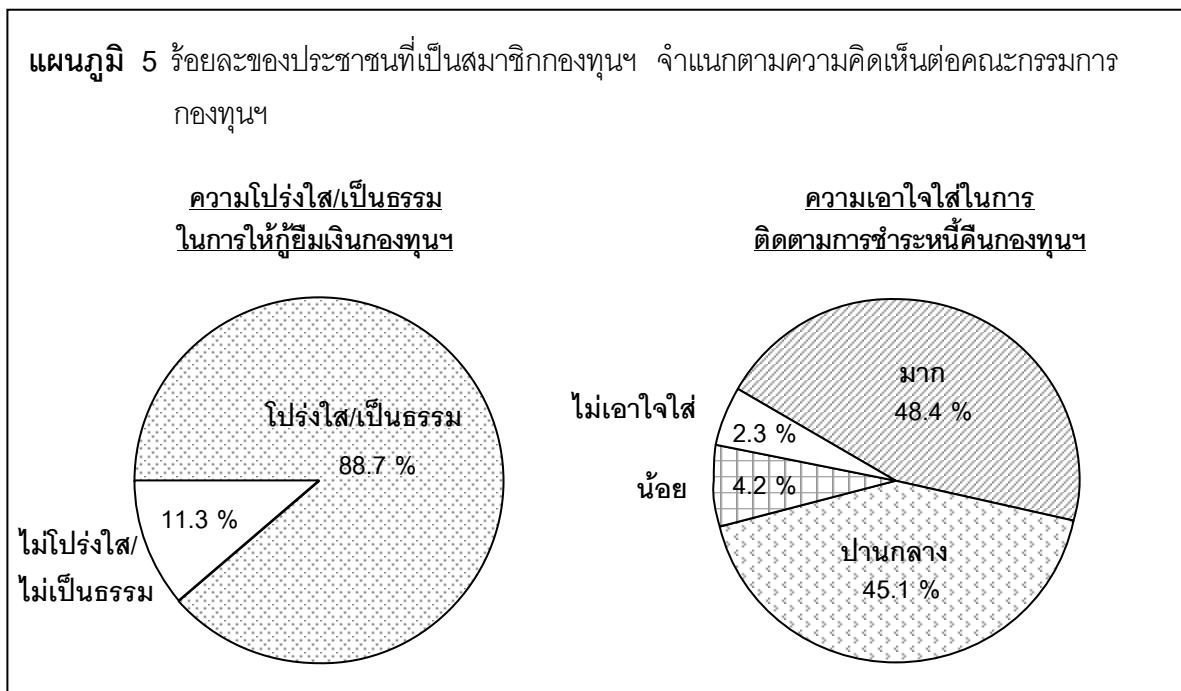 แผนภูมิ 5 ร้อยละของประชาชนที่เป็นสมาชิกกองทุนฯ จำแนกตามความคิดเห็นต่อคณะกรรมการ
กองทุนฯ
ความโปร่งใส/เป็นธรรม
ในการให้กู้ยืมเงินกองทุนฯ
โปร่งใส/เป็นธรรม
88.7 %
11.3 %
ไม่โปร่งใส/
ไม่เป็นธรรม
ความเอาใจใส่ในการ
ติดตามการชำระหนี้คืนกองทุนฯ
มาก
48.4 %
ไม่เอาใจใส่
2.3 %
น้อย
4.2 %
ปานกลาง
45.1 %